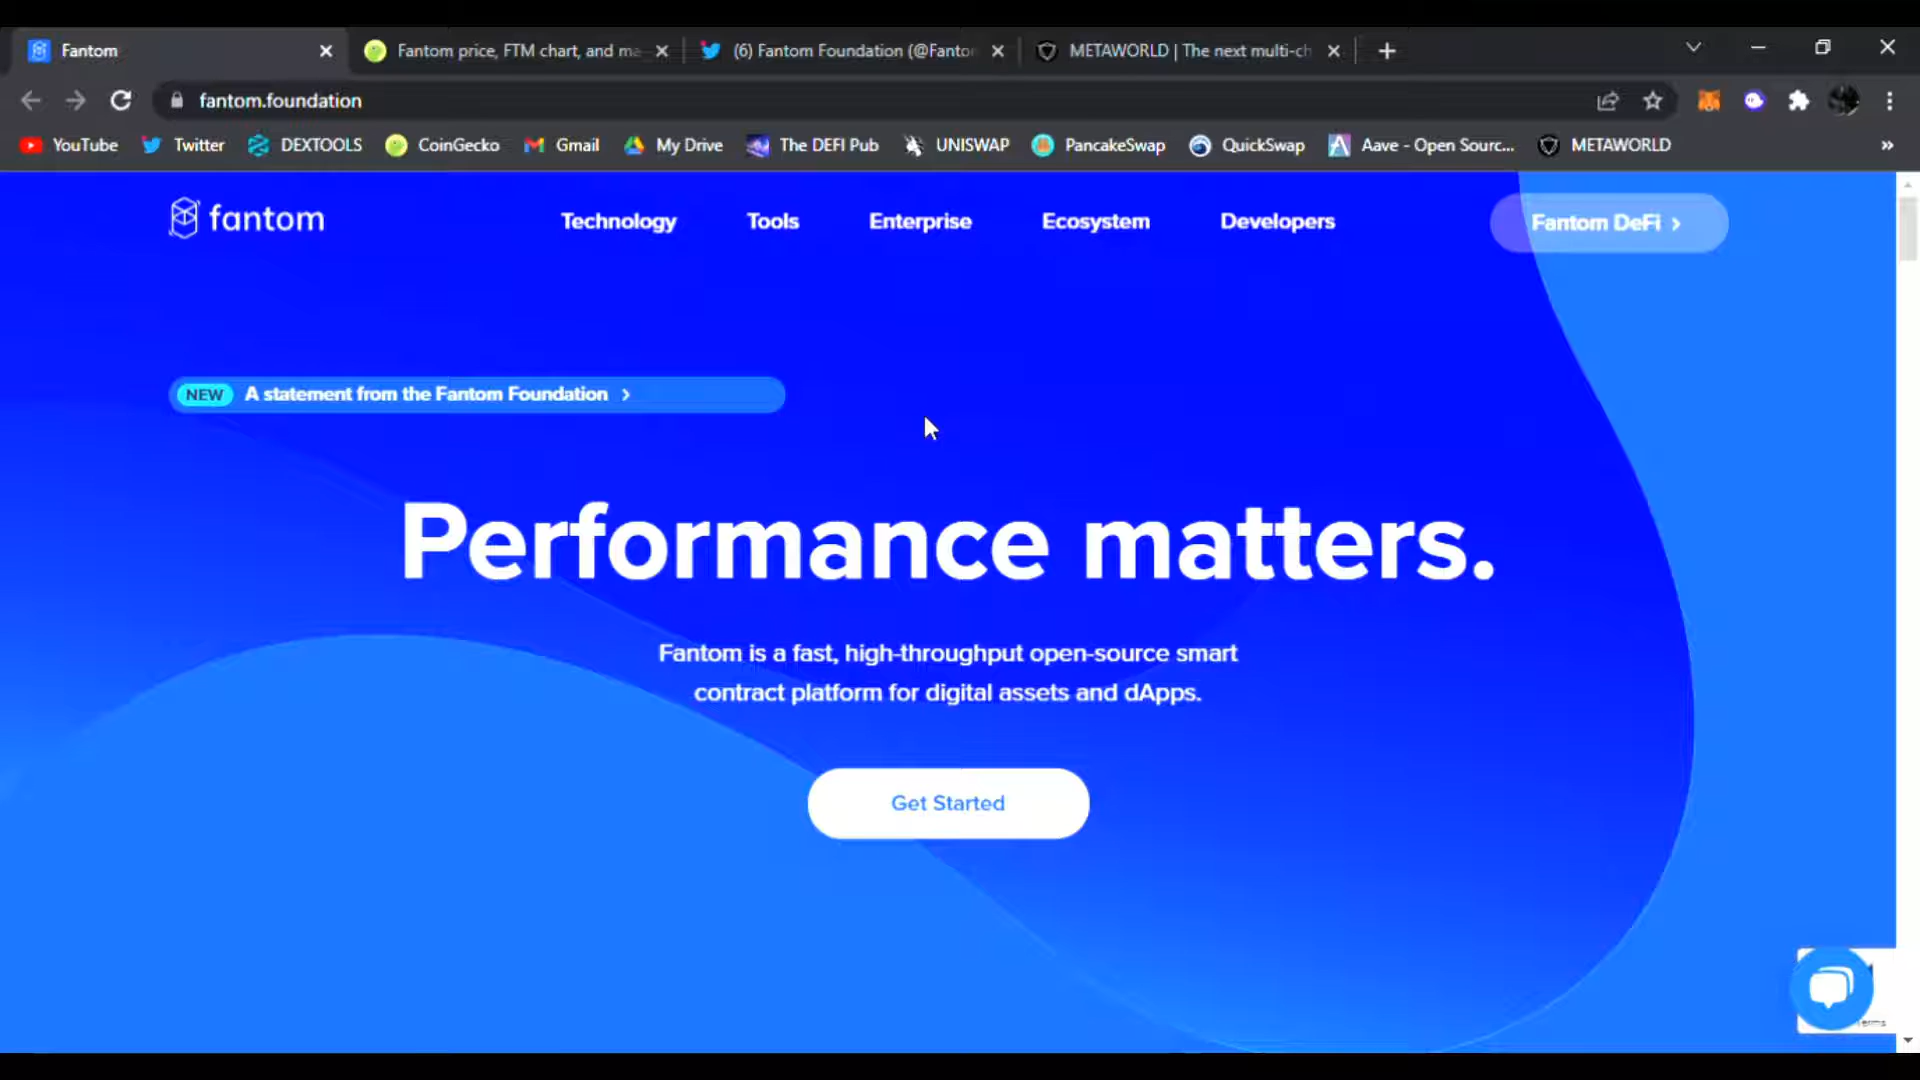 Fantom
Fantom price, FTM chart, and ma
(6) Fantom Foundation (@Fanto
METAWORLD | The next multi-ch
fantom.foundation
YouTube
Twitter
DEXTOOLS
CoinGecko
Gmail
My Drive
The DEFI Pub
UNISWAP
PancakeSwap
QuickSwap
Aave - Open Sourc...
METAWORLD
»
fantom
Technology
Tools
Enterprise
Ecosystem
Developers
Fantom DeFi >
NEW A statement from the Fantom Foundation >
Performance matters.
Fantom is a fast, high-throughput open-source smart
contract platform for digital assets and dApps.
Get Started